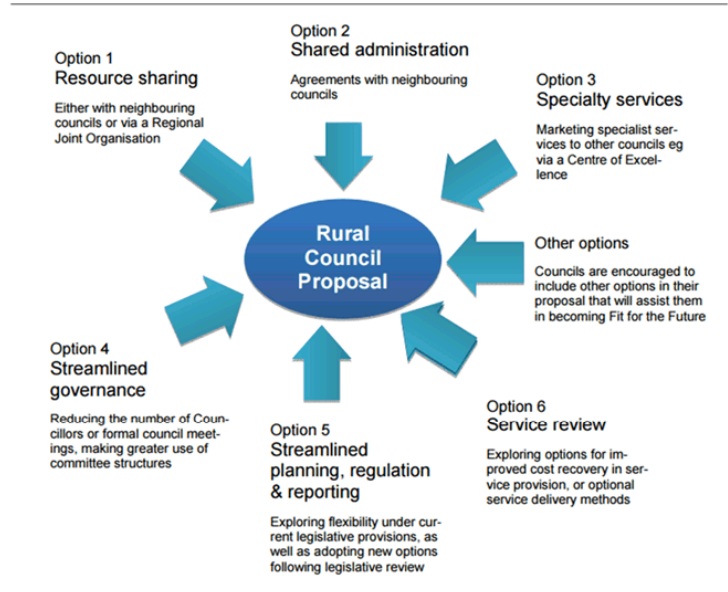 Option 1
Resource sharing
Either with neighbouring
councils or via a Regional
Joint Organisation
Option 2
Shared administration
Agreements with neighbouring
councils
Option 3
Specialty services
Marketing specialist ser-
vices to other councils eg
via a Centre of Excel-
lence
Rural
Council
Proposal
Other options
Councils are encouraged to
include other options in their
proposal that will assist them
in becoming Fit for the Future
Option 4
Streamlined
governance
Reducing the number of Coun-
cillors or formal council meet-
ings, making greater use of
committee structures
Option 5
Streamlined
planning, regulation
& reporting
Exploring flexibility under cur-
rent legislative provisions, as
well as adopting new options
following legislative review
Option 6
Service review
Exploring options for im-
proved cost recovery in ser-
vice provision, or optional
service delivery methods